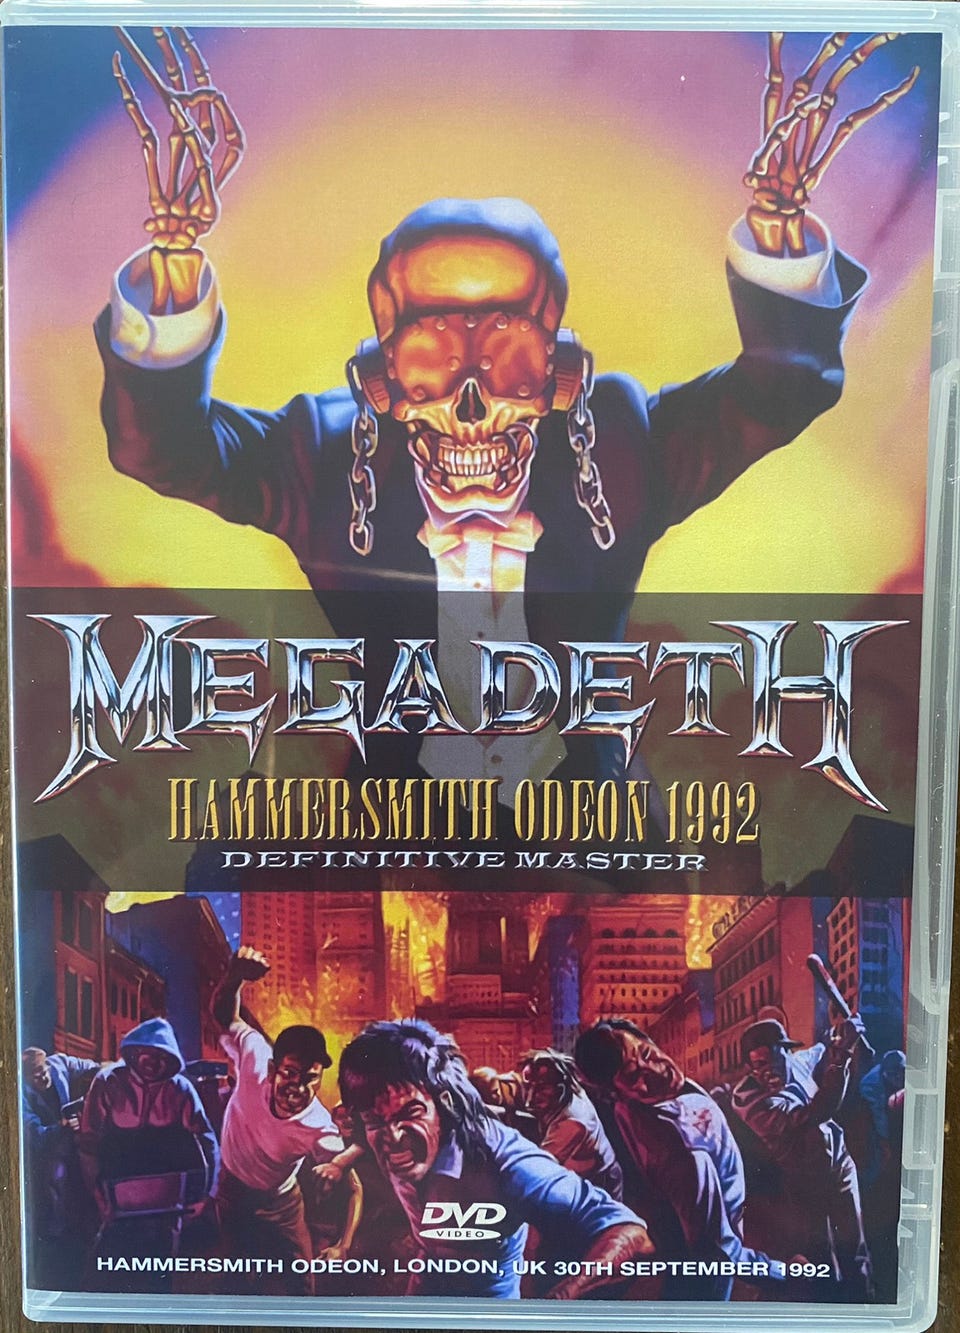 MEGADETH
HAMMERSMITH ODEON 1992
DEFINITIVE MASTER
DVD
VIDEO
HAMMERSMITH ODEON, LONDON, UK 30TH SEPTEMBER 1992